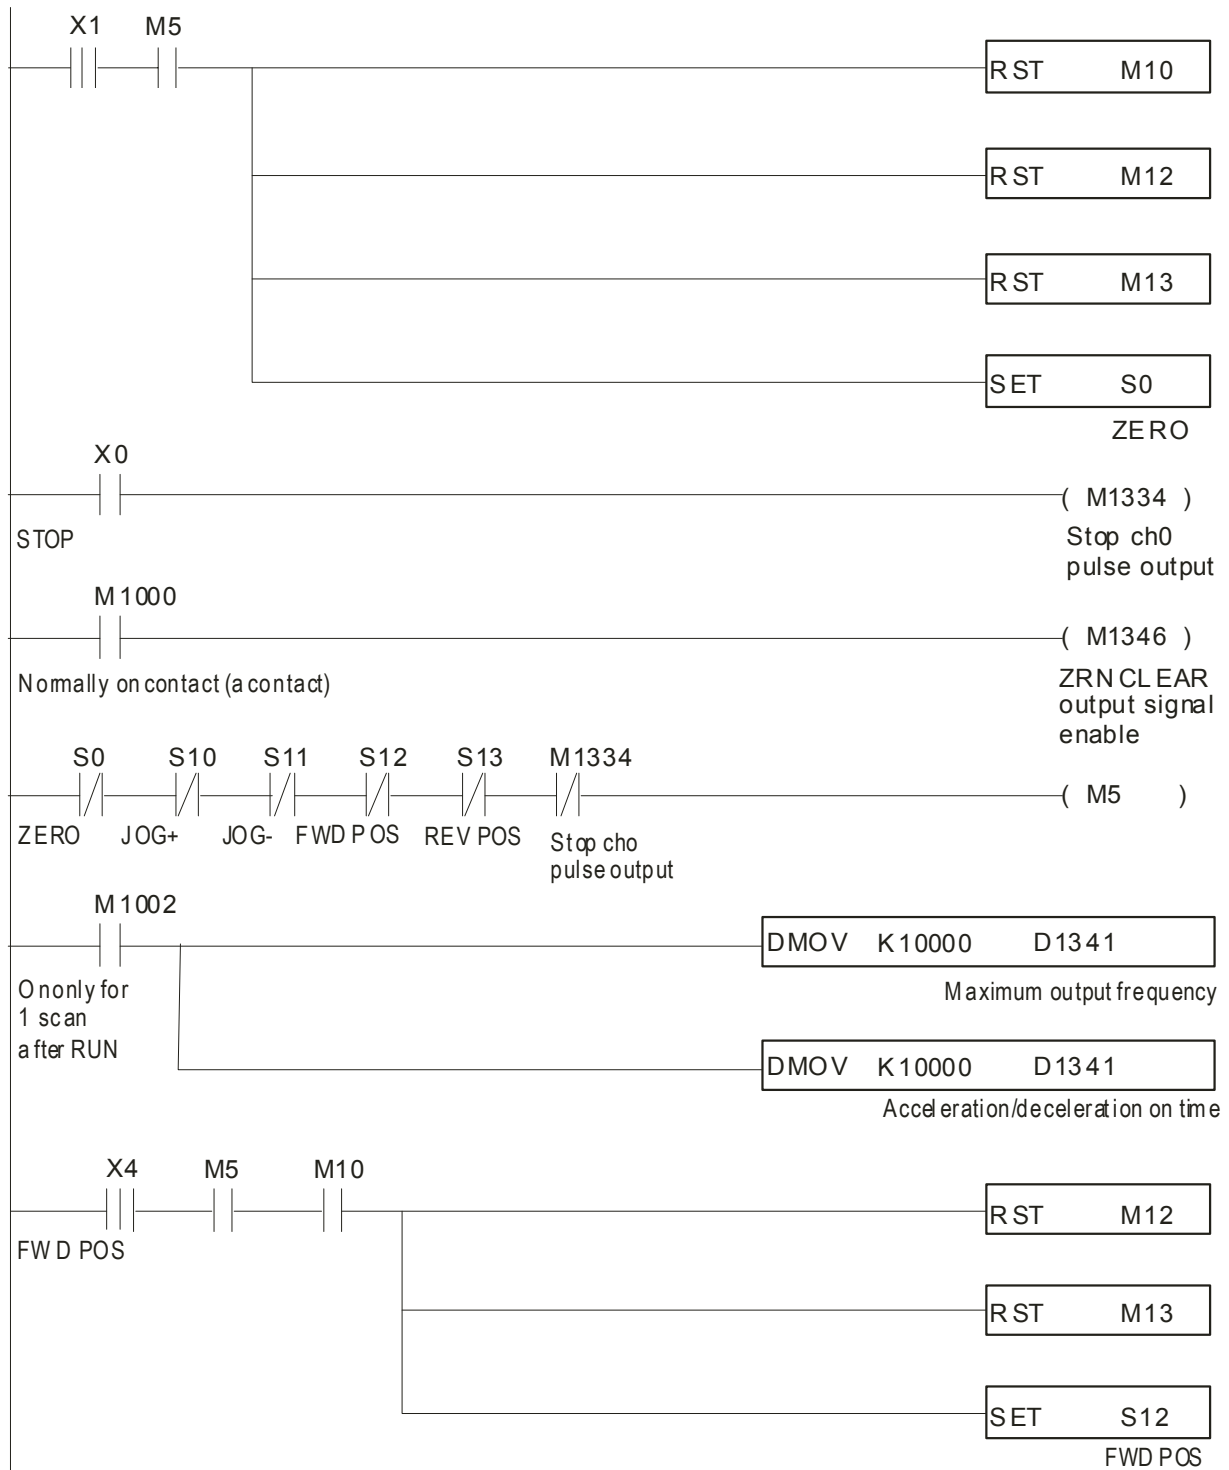 X1 M5
RST M10
RST M12
RST M13
SET S0
ZERO
X0
( M1334 )
STOP
Stop ch0
pulse output
M1000
( M1346 )
Normally on contact (a contact)
ZRN CLEAR
output signal
enable
S0 S10 S11 S12 S13 M1334
( M5 )
ZERO JOG+ JOG- FWD POS REV POS Stop cho
pulse output
M1002
DMOV K10000 D1341
On only for
1 scan
after RUN
Maximum output frequency
DMOV K10000 D1341
Acceleration/deceleration on time
X4 M5 M10
RST M12
FWD POS
RST M13
SET S12
FWD POS